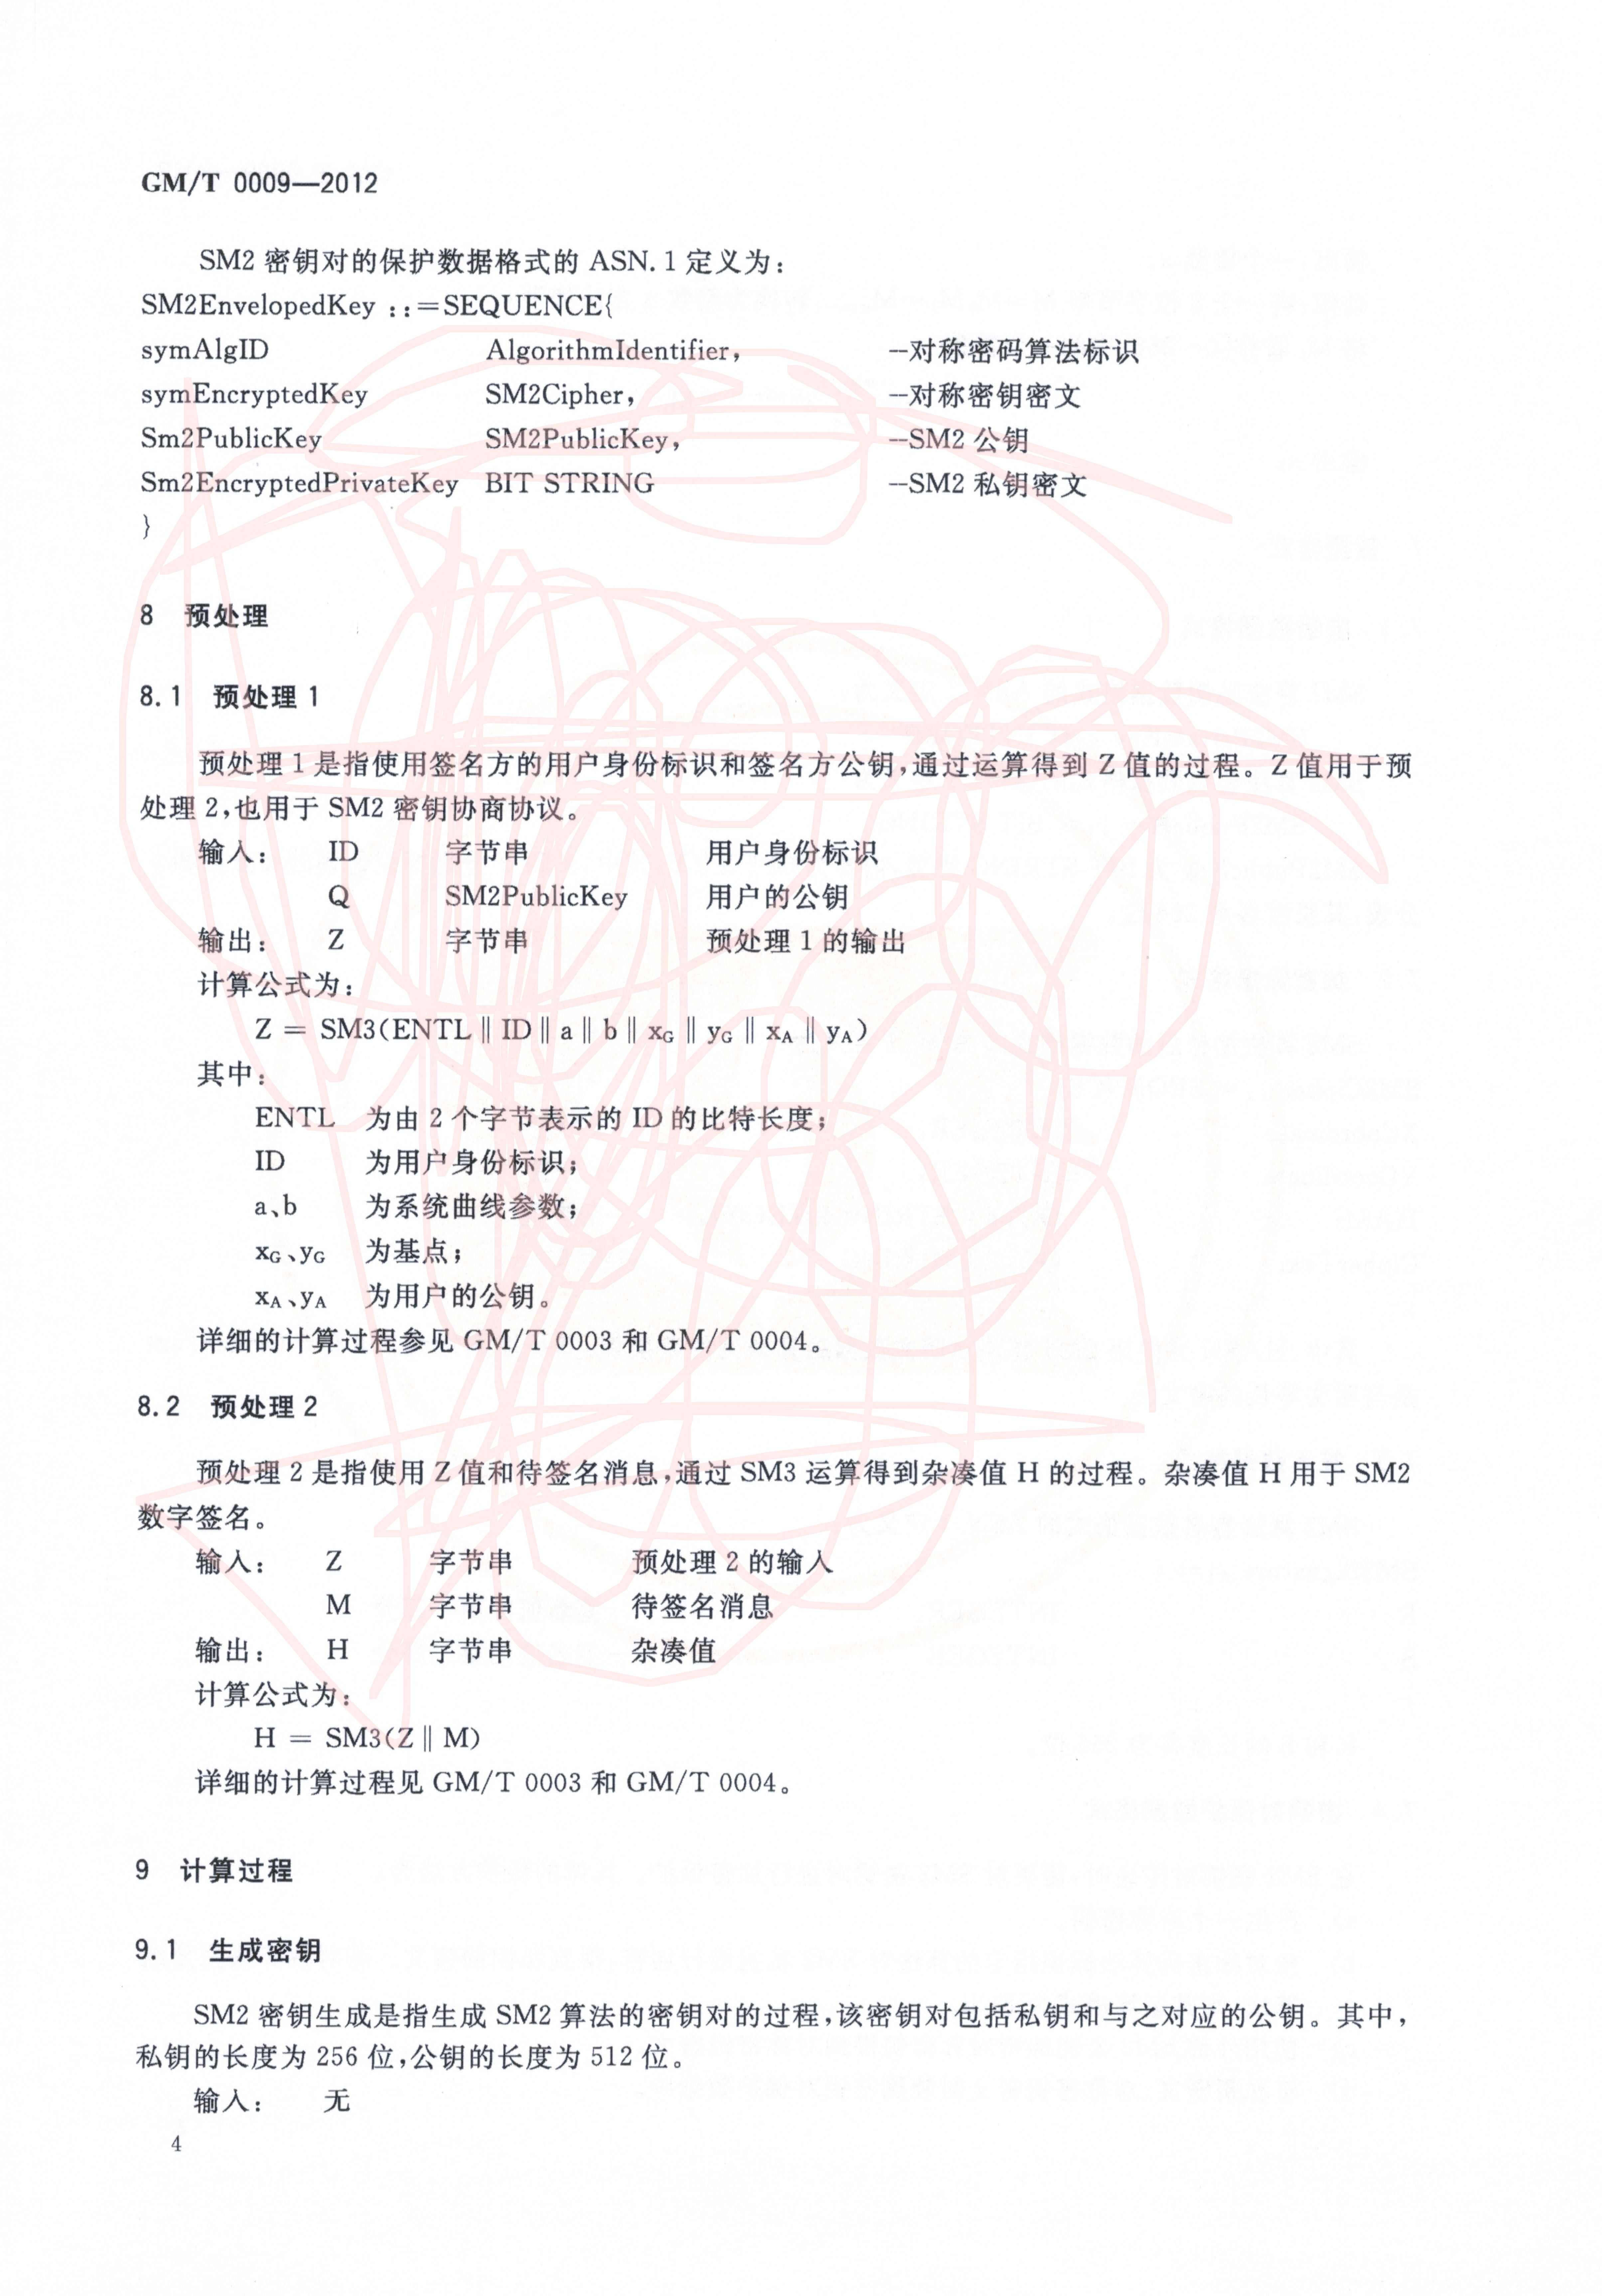 GM/T 0009—2012
SM2 密钥对的保护数据格式的 ASN.1 定义为:
SM2EnvelopedKey ::=SEQUENCE{
symAlgID AlgorithmIdentifier, --对称密码算法标识
symEncryptedKey SM2Cipher, --对称密钥密文
Sm2PublicKey SM2PublicKey, --SM2 公钥
Sm2EncryptedPrivateKey BIT STRING --SM2 私钥密文
}
8 预处理
8.1 预处理 1
预处理 1 是指使用签名方的用户身份标识和签名方公钥,通过运算得到 Z 值的过程。Z 值用于预
处理 2,也用于 SM2 密钥协商协议。
输入: ID 字节串 用户身份标识
Q SM2PublicKey 用户的公钥
输出: Z 字节串 预处理 1 的输出
计算公式为:
Z = SM3(ENTL ‖ ID ‖ a ‖ b ‖ xG ‖ yG ‖ xA ‖ yA)
其中:
ENTL 为由 2 个字节表示的 ID 的比特长度;
ID 为用户身份标识;
a、b 为系统曲线参数;
xG、yG 为基点;
xA、yA 为用户的公钥。
详细的计算过程参见 GM/T 0003 和 GM/T 0004。
8.2 预处理 2
预处理 2 是指使用 Z 值和待签名消息,通过 SM3 运算得到杂凑值 H 的过程。杂凑值 H 用于 SM2
数字签名。
输入: Z 字节串 预处理 2 的输入
M 字节串 待签名消息
输出: H 字节串 杂凑值
计算公式为:
H = SM3(Z ‖ M)
详细的计算过程见 GM/T 0003 和 GM/T 0004。
9 计算过程
9.1 生成密钥
SM2 密钥生成是指生成 SM2 算法的密钥对的过程,该密钥对包括私钥和与之对应的公钥。其中,
私钥的长度为 256 位,公钥的长度为 512 位。
输入: 无
4